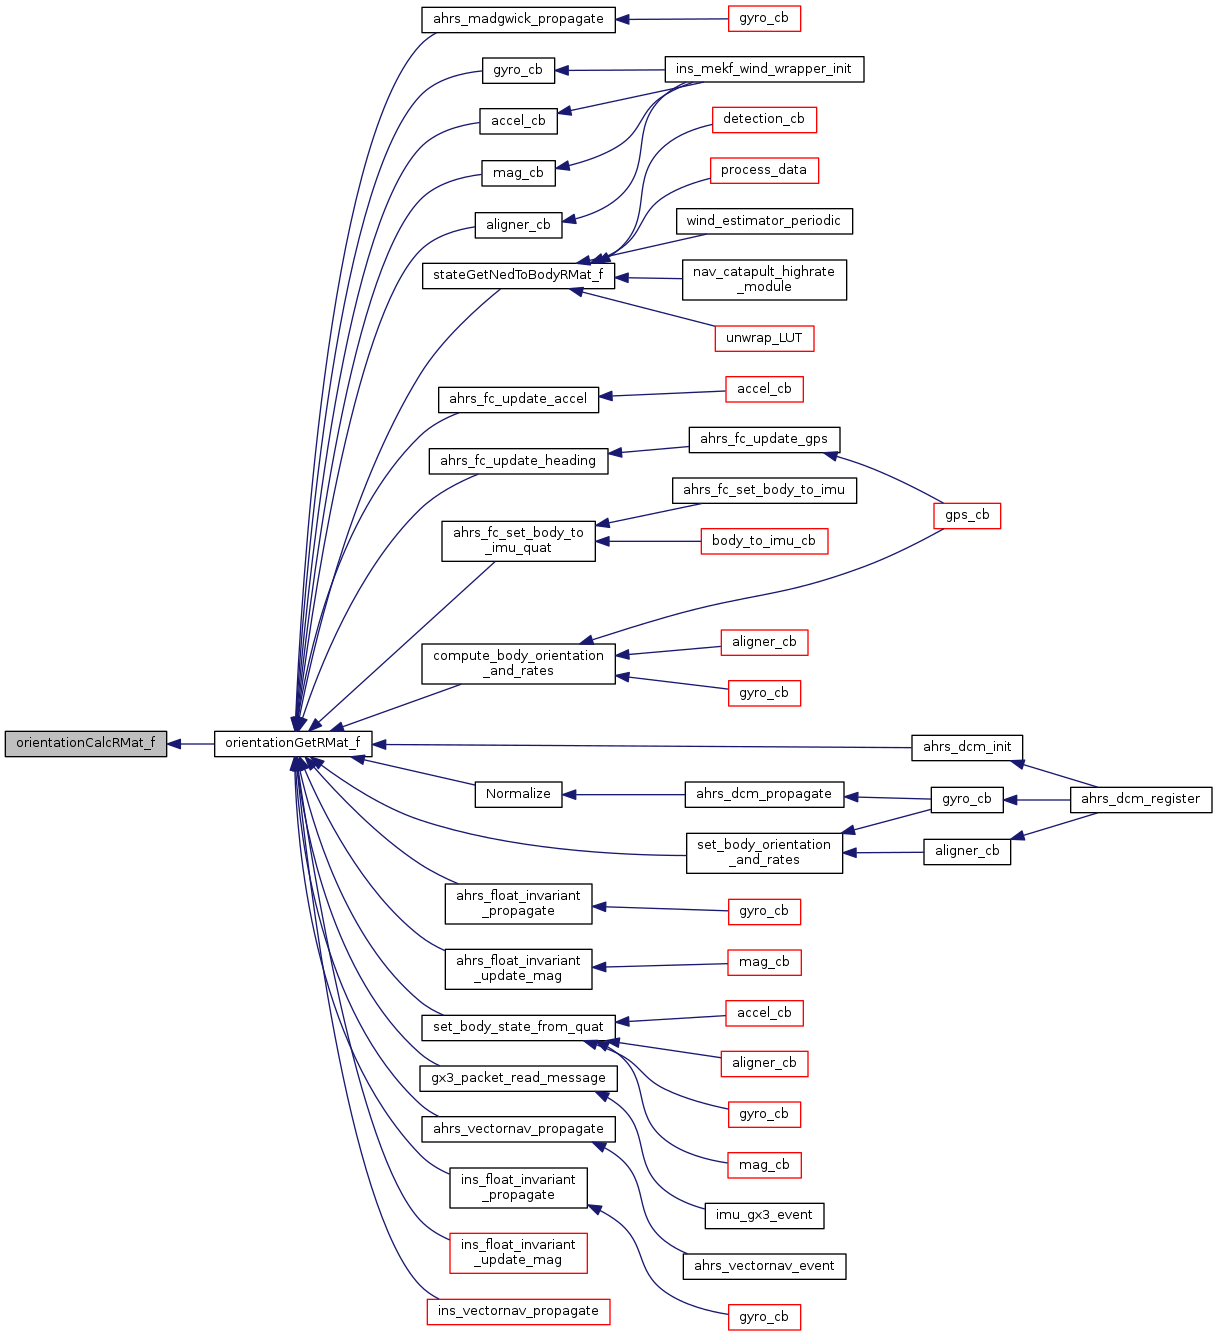 ahrs_madgwick_propagate
gyro_cb
gyro_cb
ins_mekf_wind_wrapper_init
accel_cb
detection_cb
mag_cb
process_data
aligner_cb
wind_estimator_periodic
stateGetNedToBodyRMat_f
nav_catapult_highrate
_module
unwrap_LUT
ahrs_fc_update_accel
accel_cb
ahrs_fc_update_heading
ahrs_fc_update_gps
ahrs_fc_set_body_to_imu
gps_cb
ahrs_fc_set_body_to
_imu_quat
body_to_imu_cb
compute_body_orientation
_and_rates
aligner_cb
gyro_cb
orientationCalcRMat_f
orientationGetRMat_f
ahrs_dcm_init
Normalize
ahrs_dcm_propagate
gyro_cb
ahrs_dcm_register
set_body_orientation
_and_rates
aligner_cb
ahrs_float_invariant
_propagate
gyro_cb
ahrs_float_invariant
_update_mag
mag_cb
set_body_state_from_quat
accel_cb
aligner_cb
gx3_packet_read_message
gyro_cb
ahrs_vectornav_propagate
mag_cb
ins_float_invariant
_propagate
imu_gx3_event
ins_float_invariant
_update_mag
ahrs_vectornav_event
ins_vectornav_propagate
gyro_cb